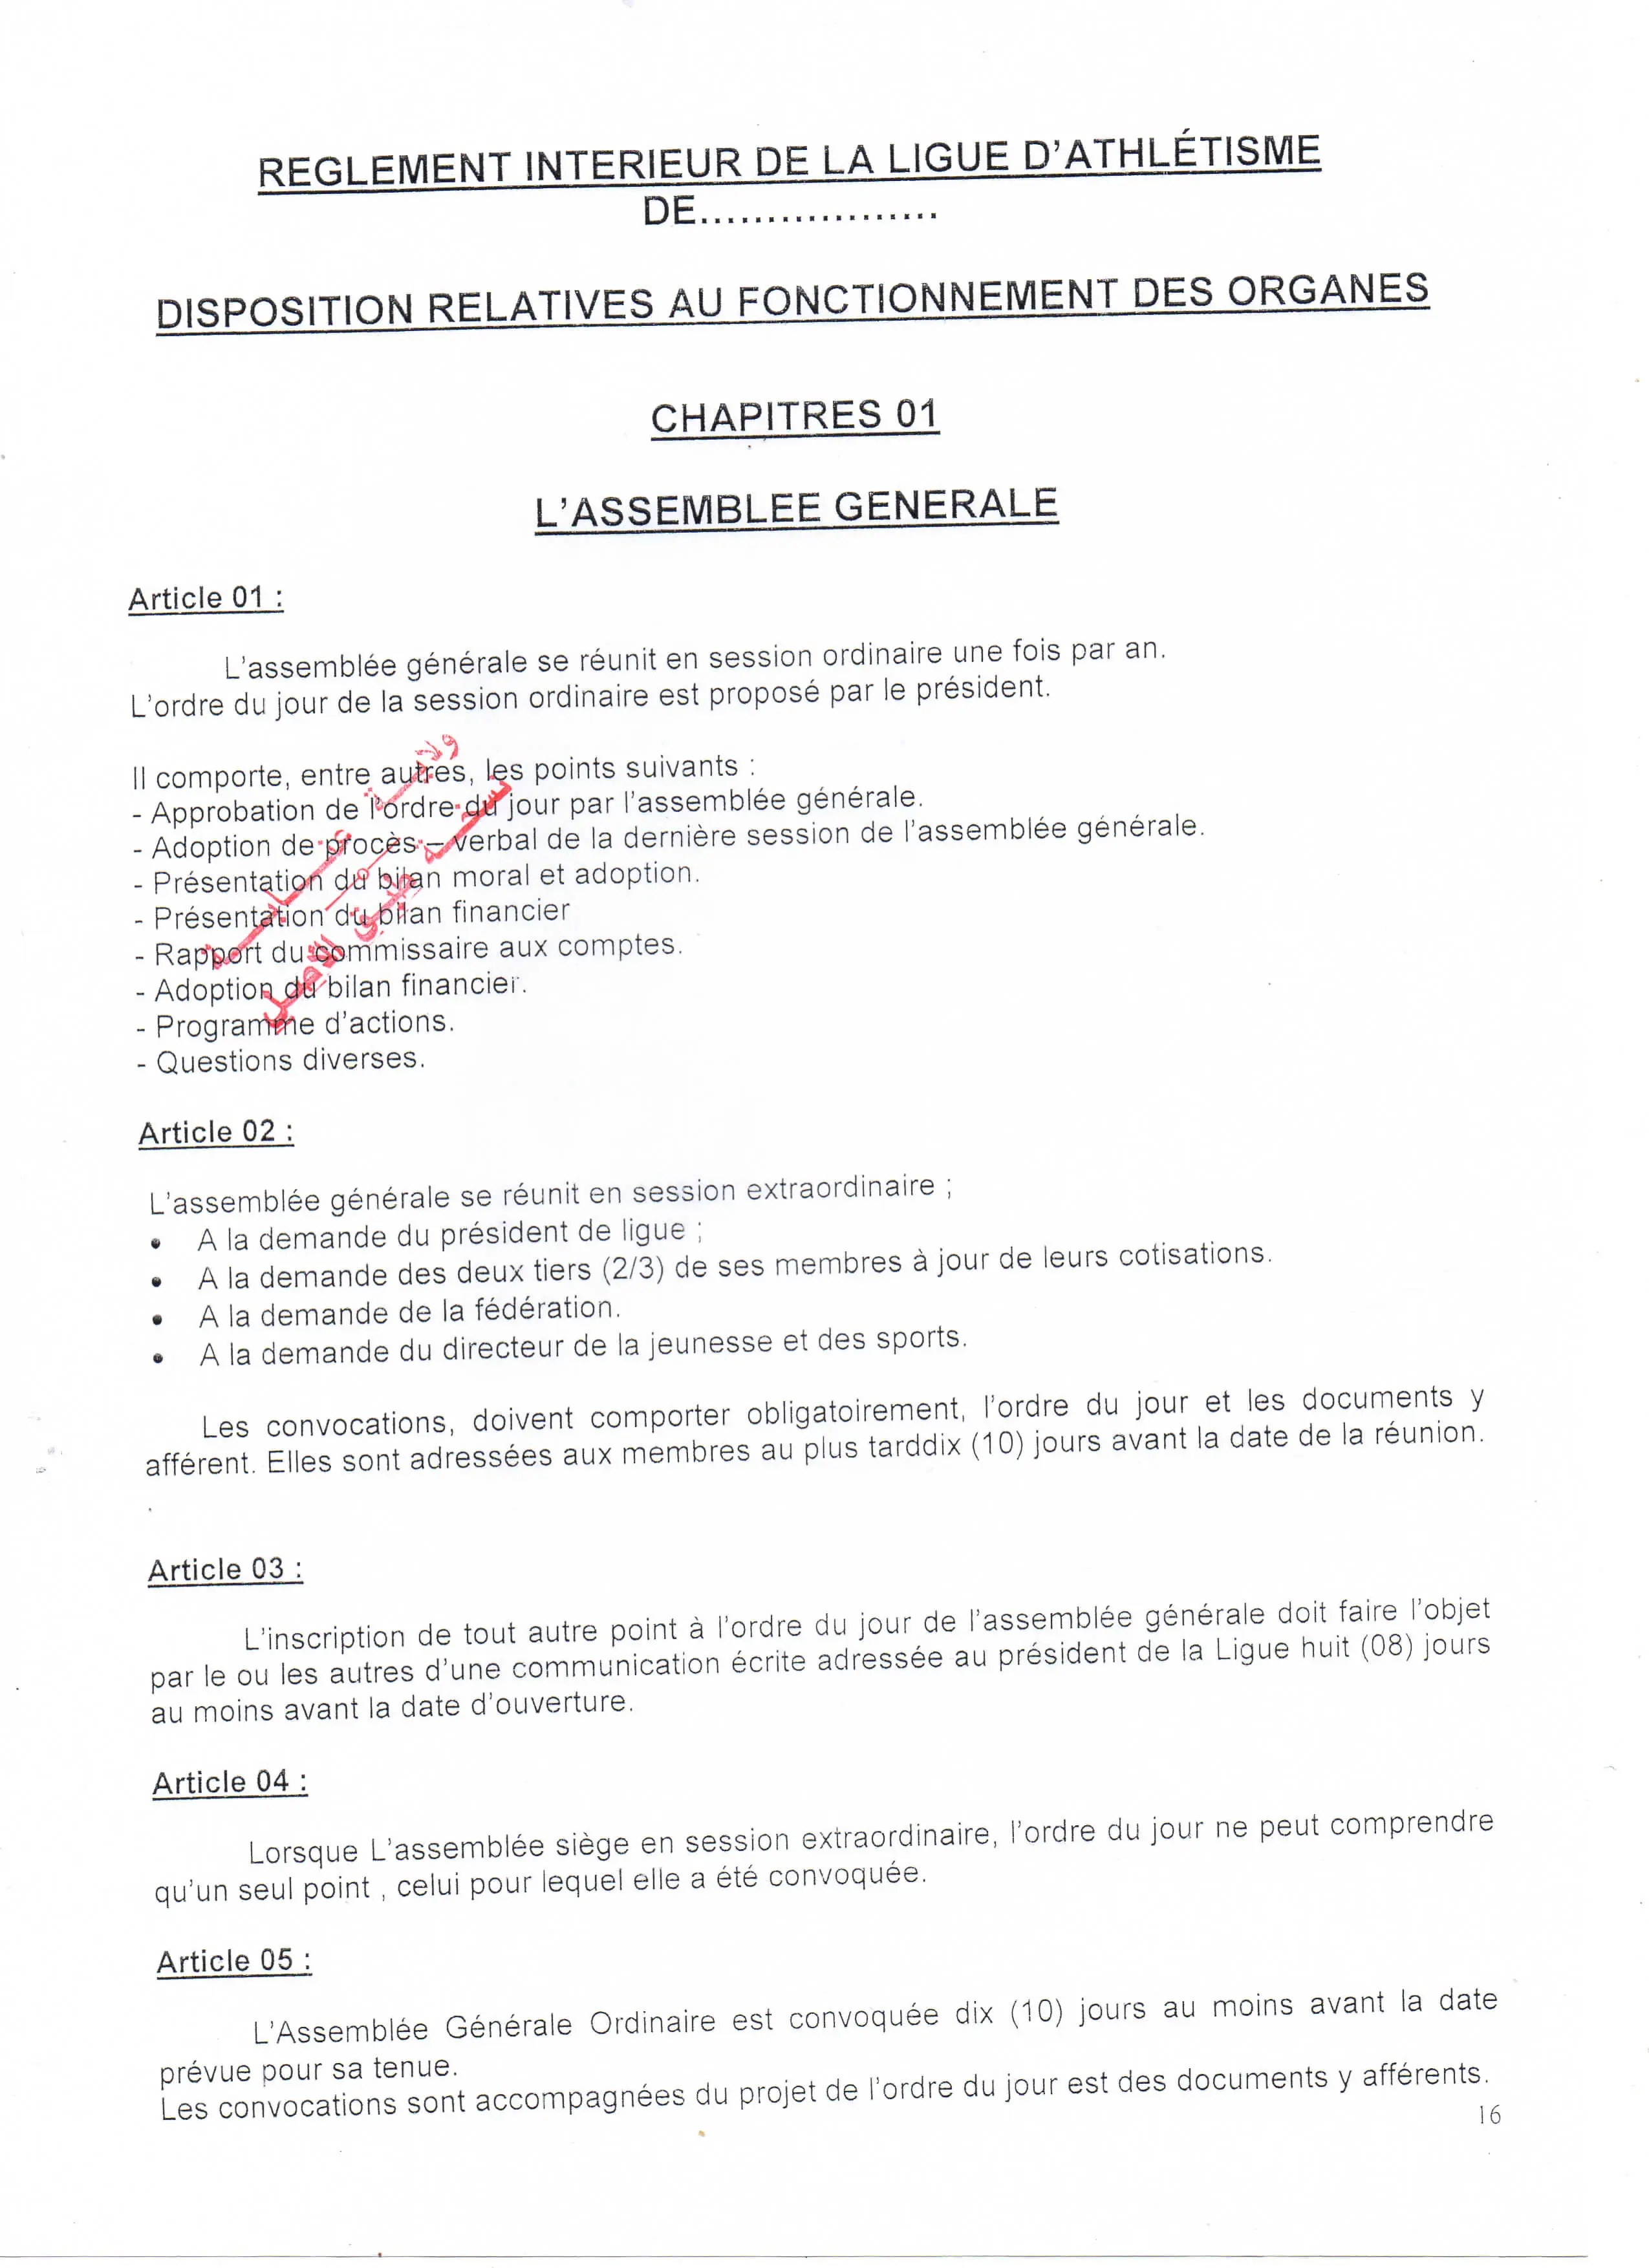 REGLEMENT INTERIEUR DE LA LIGUE D'ATHLÉTISME
DE..................
DISPOSITION RELATIVES AU FONCTIONNEMENT DES ORGANES
CHAPITRES 01
L'ASSEMBLEE GENERALE
Article 01 :
L'assemblée générale se réunit en session ordinaire une fois par an.
L'ordre du jour de la session ordinaire est proposé par le président.
Il comporte, entre autres, les points suivants :
- Approbation de l'ordre du jour par l'assemblée générale.
- Adoption de procès – verbal de la dernière session de l'assemblée générale.
- Présentation du bilan moral et adoption.
- Présentation du bilan financier
- Rapport du commissaire aux comptes.
- Adoption du bilan financier.
- Programme d'actions.
- Questions diverses.
ولايـــة عنـــابـــة
نسخـــة طبق الأصل
Article 02 :
L'assemblée générale se réunit en session extraordinaire ;
• A la demande du président de ligue ;
• A la demande des deux tiers (2/3) de ses membres à jour de leurs cotisations.
• A la demande de la fédération.
• A la demande du directeur de la jeunesse et des sports.
Les convocations, doivent comporter obligatoirement, l'ordre du jour et les documents y
afférent. Elles sont adressées aux membres au plus tarddix (10) jours avant la date de la réunion.
.
Article 03 :
L'inscription de tout autre point à l'ordre du jour de l'assemblée générale doit faire l'objet
par le ou les autres d'une communication écrite adressée au président de la Ligue huit (08) jours
au moins avant la date d'ouverture.
Article 04 :
Lorsque L'assemblée siège en session extraordinaire, l'ordre du jour ne peut comprendre
qu'un seul point , celui pour lequel elle a été convoquée.
Article 05 :
L'Assemblée Générale Ordinaire est convoquée dix (10) jours au moins avant la date
prévue pour sa tenue.
Les convocations sont accompagnées du projet de l'ordre du jour est des documents y afférents.
16